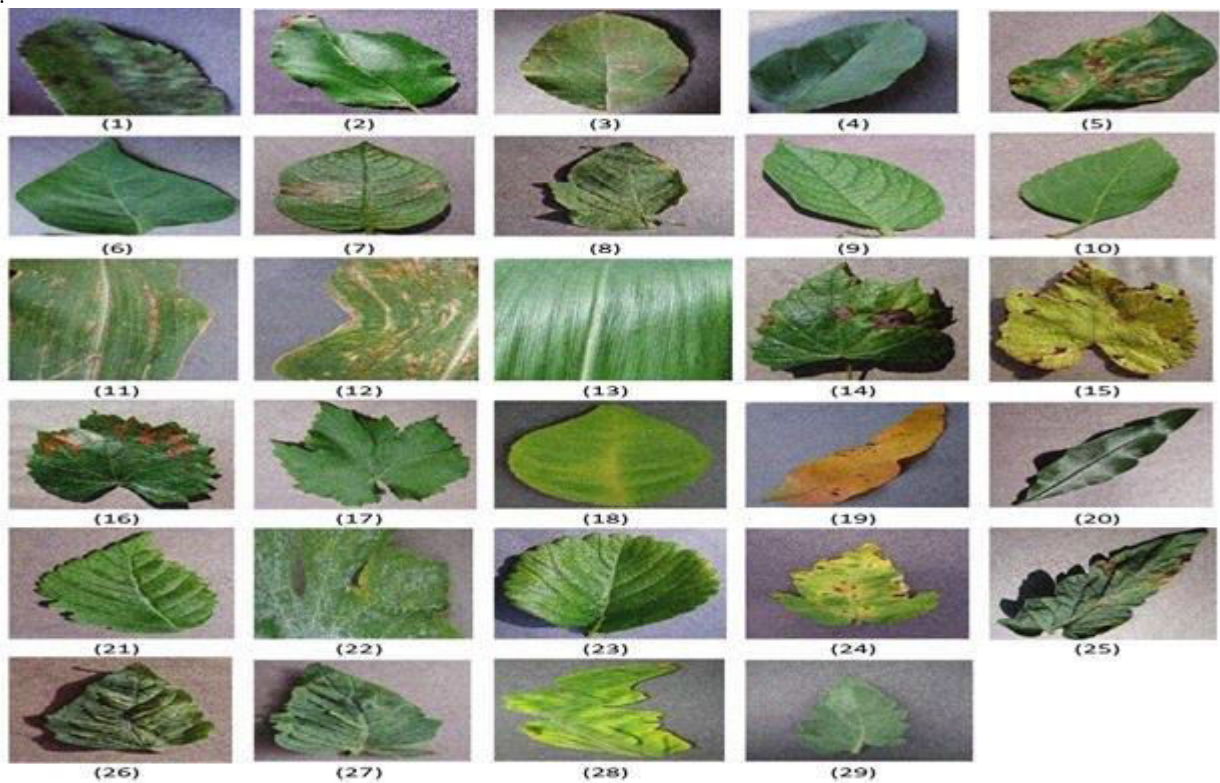 (1) (2) (3) (4) (5)
(6) (7) (8) (9) (10)
(11) (12) (13) (14) (15)
(16) (17) (18) (19) (20)
(21) (22) (23) (24) (25)
(26) (27) (28) (29)